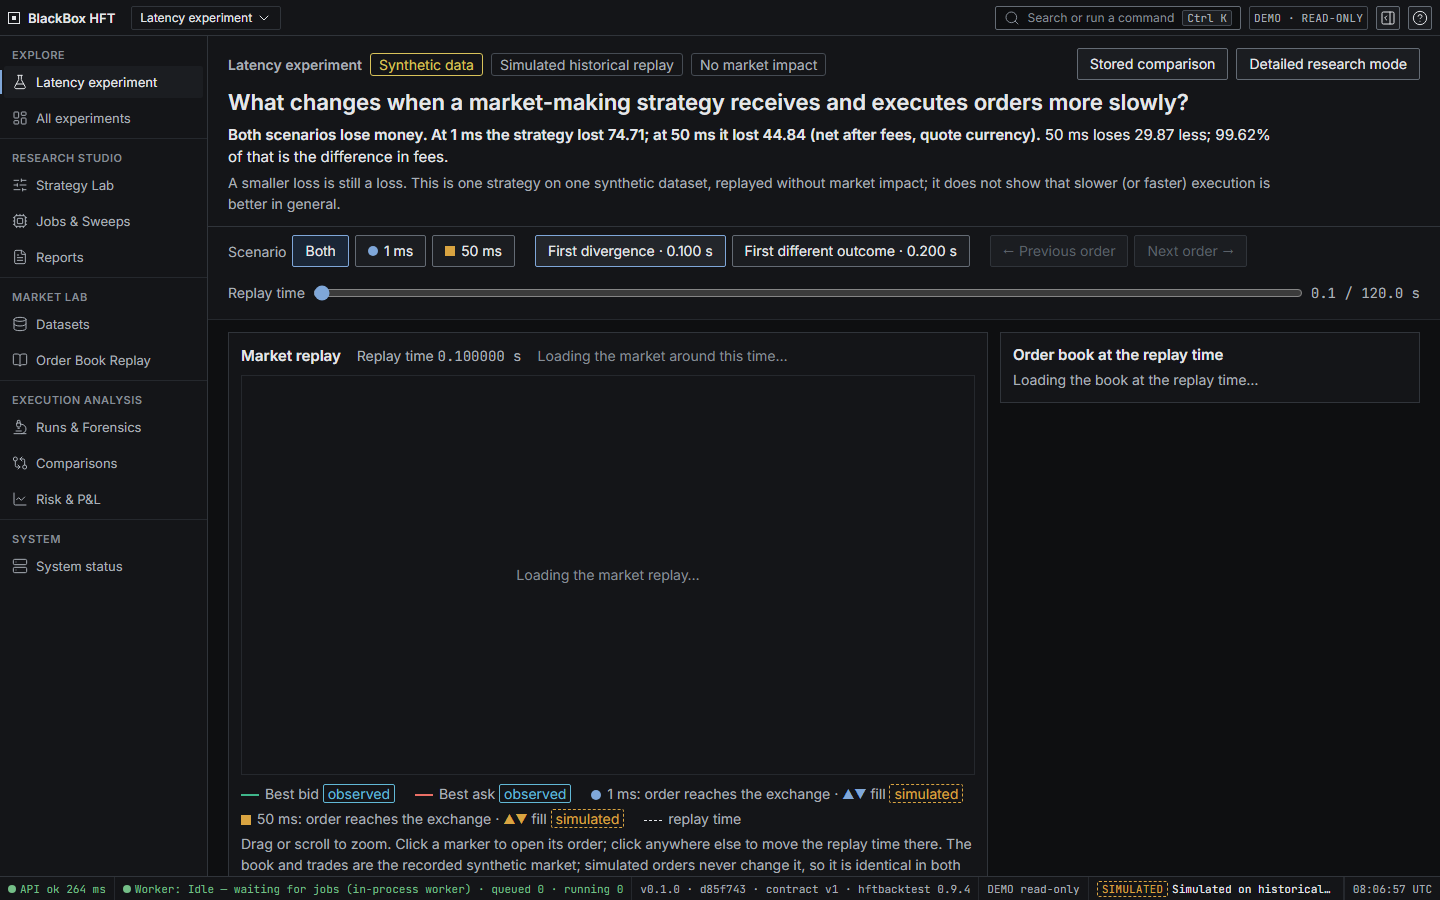 BlackBox HFT
Latency experiment
Search or run a command Ctrl K
DEMO · READ-ONLY
EXPLORE
Latency experiment
All experiments
RESEARCH STUDIO
Strategy Lab
Jobs & Sweeps
Reports
MARKET LAB
Datasets
Order Book Replay
EXECUTION ANALYSIS
Runs & Forensics
Comparisons
Risk & P&L
SYSTEM
System status
Latency experiment Synthetic data Simulated historical replay No market impact
Stored comparison Detailed research mode
What changes when a market-making strategy receives and executes orders more slowly?
Both scenarios lose money. At 1 ms the strategy lost 74.71; at 50 ms it lost 44.84 (net after fees, quote currency). 50 ms loses 29.87 less; 99.62%
of that is the difference in fees.
A smaller loss is still a loss. This is one strategy on one synthetic dataset, replayed without market impact; it does not show that slower (or faster) execution is
better in general.
Scenario Both 1 ms 50 ms First divergence · 0.100 s First different outcome · 0.200 s ← Previous order Next order →
Replay time 0.1 / 120.0 s
Market replay Replay time 0.100000 s Loading the market around this time...
Loading the market replay...
Order book at the replay time
Loading the book at the replay time...
Best bid observed Best ask observed 1 ms: order reaches the exchange · ▲▼ fill simulated
50 ms: order reaches the exchange · ▲▼ fill simulated replay time
Drag or scroll to zoom. Click a marker to open its order; click anywhere else to move the replay time there. The
book and trades are the recorded synthetic market; simulated orders never change it, so it is identical in both
API ok 264 ms Worker: Idle — waiting for jobs (in-process worker) · queued 0 · running 0 v0.1.0 · d85f743 · contract v1 · hftbacktest 0.9.4 DEMO read-only SIMULATED Simulated on historical… 08:06:57 UTC